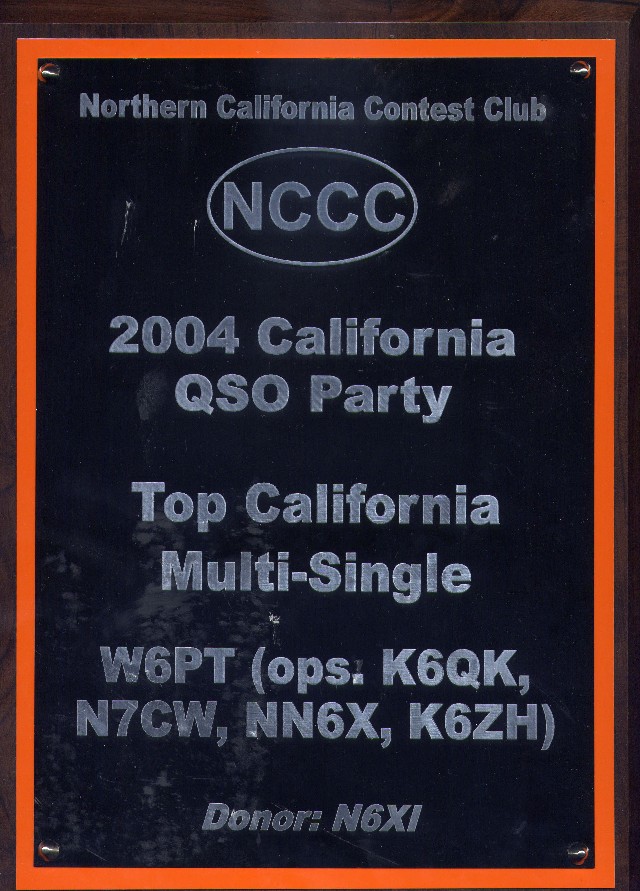 Northern California Contest Club
NCCC
2004 California
QSO Party
Top California
Multi-Single
W6PT (ops. K6QK,
N7CW, NN6X, K6ZH)
Donor: N6XI